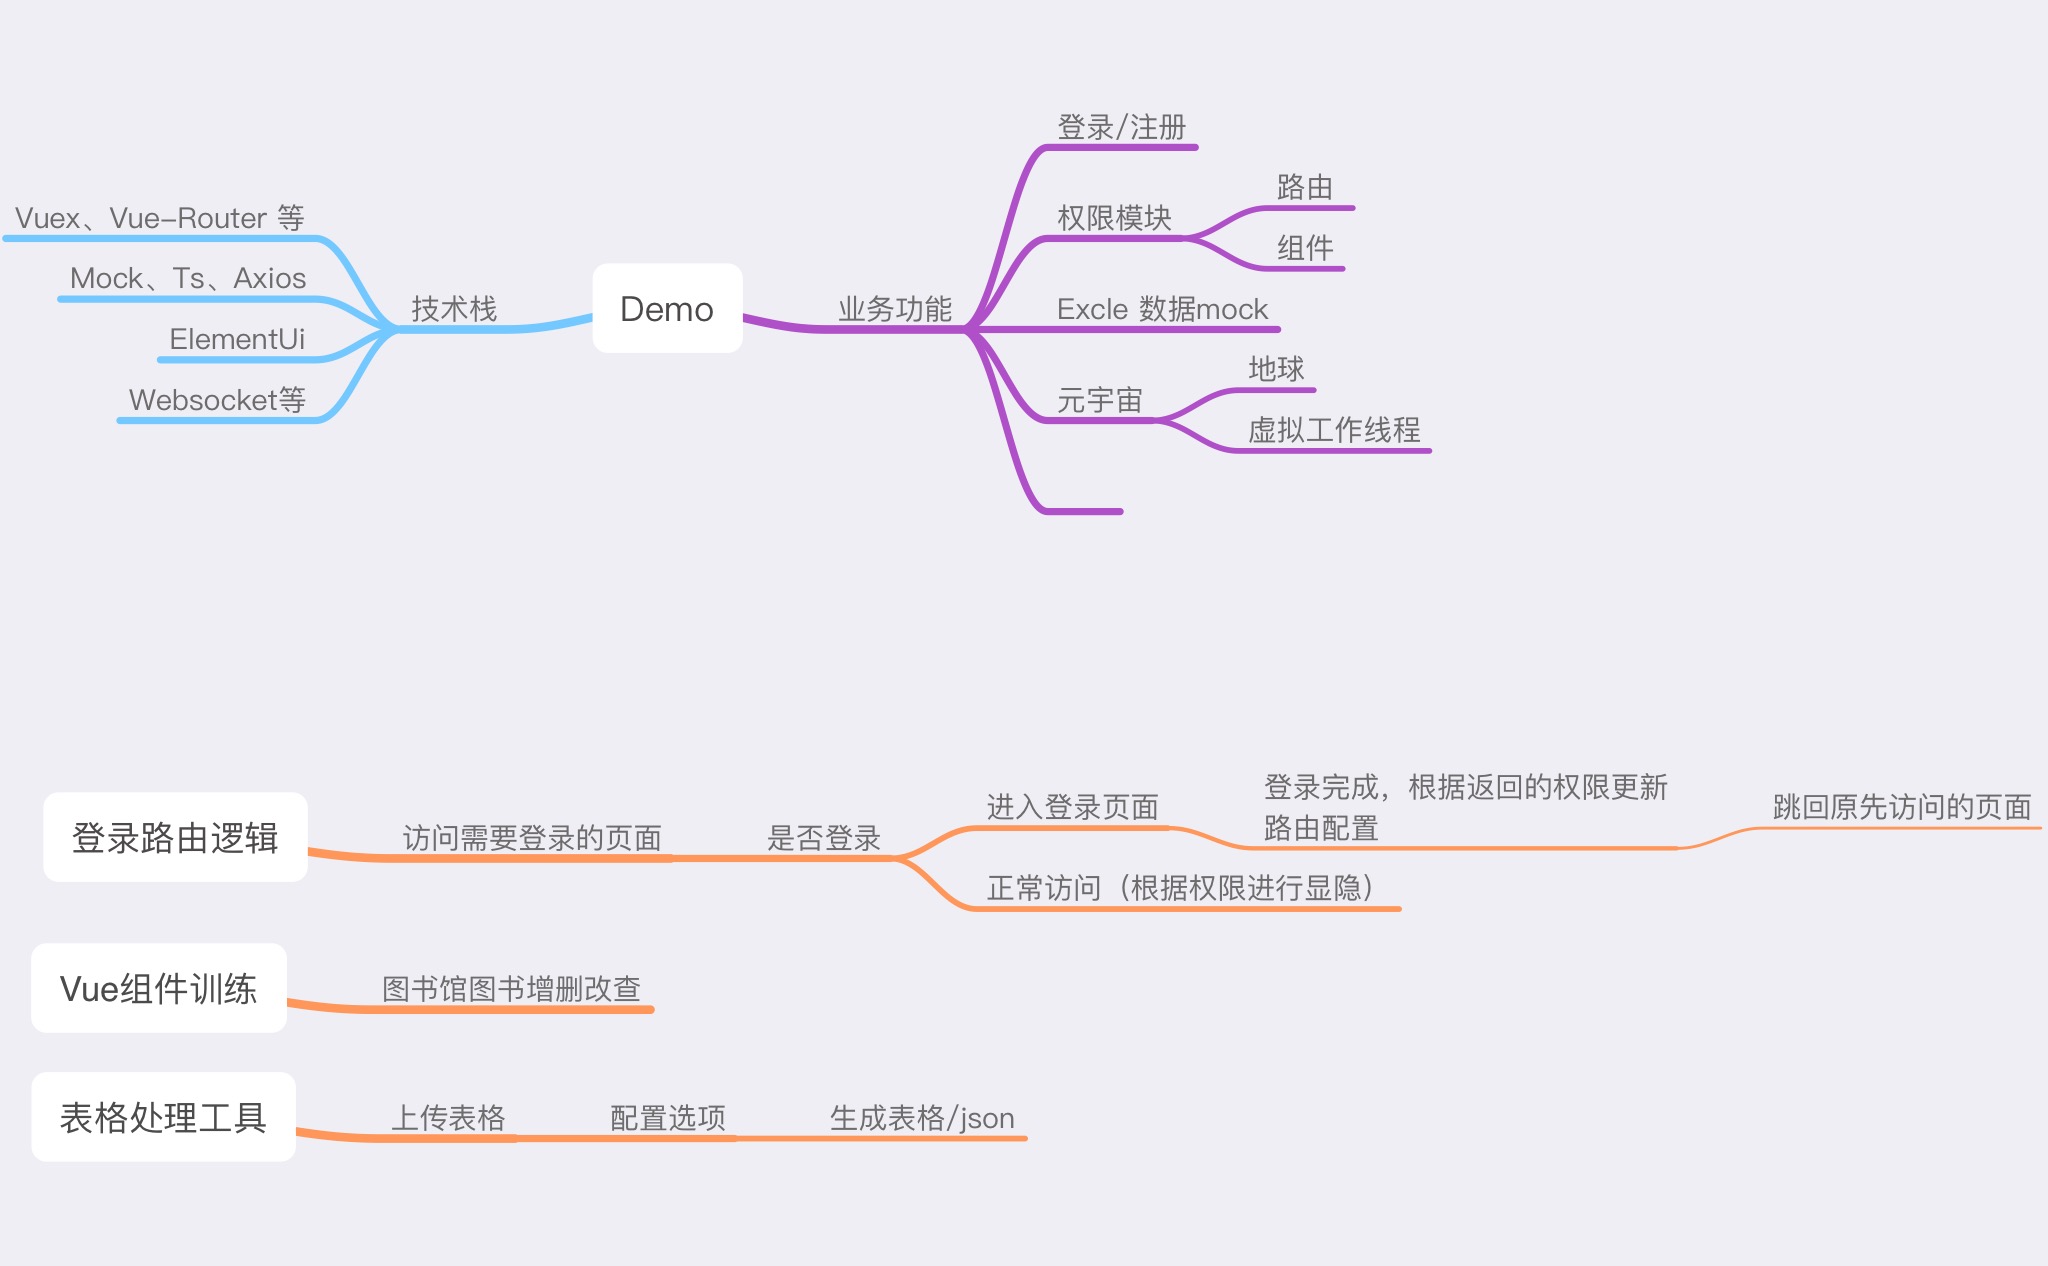 登录/注册
路由
Vuex、Vue-Router 等
权限模块
组件
Mock、Ts、Axios
技术栈
Demo
业务功能
Excle 数据mock
ElementUi
地球
Websocket等
元宇宙
虚拟工作线程
登录路由逻辑
访问需要登录的页面
是否登录
进入登录页面
登录完成，根据返回的权限更新
路由配置
跳回原先访问的页面
正常访问（根据权限进行显隐）
Vue组件训练
图书馆图书增删改查
表格处理工具
上传表格
配置选项
生成表格/json